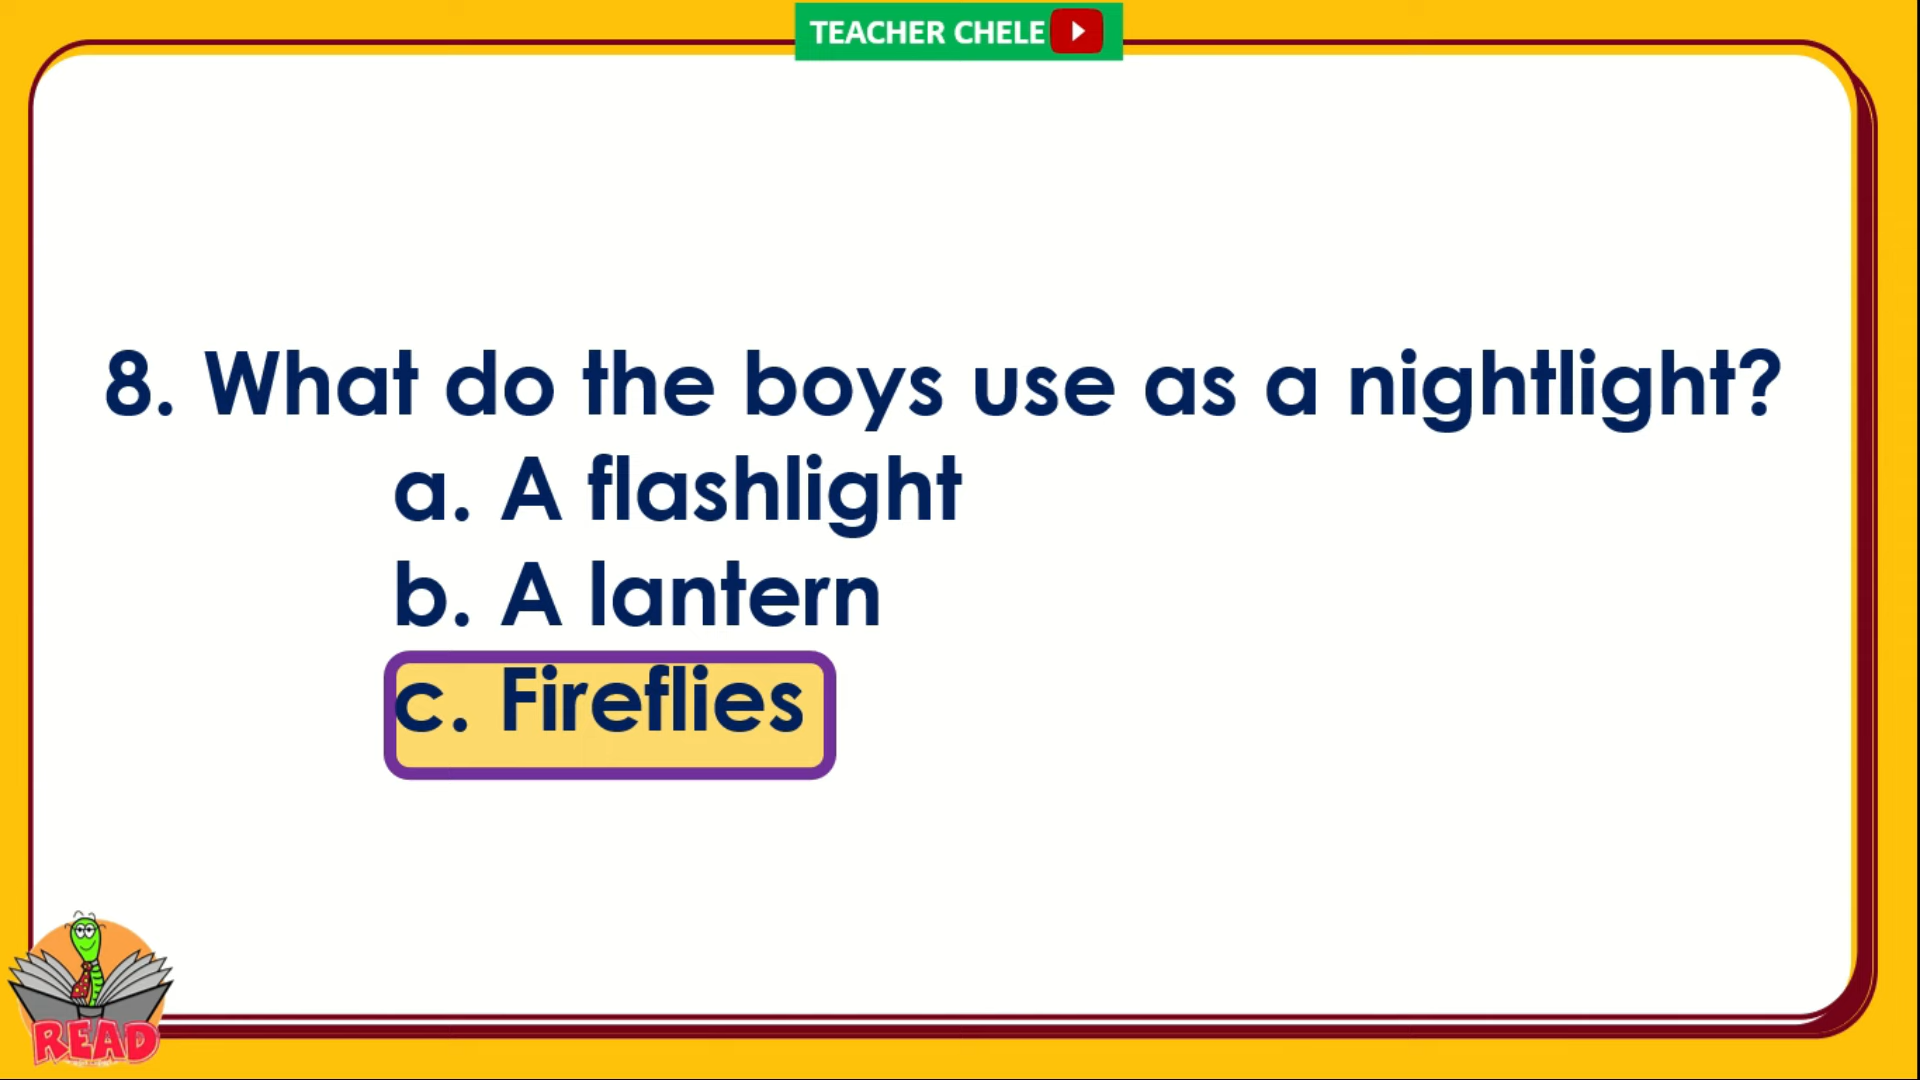 TEACHER CHELE
8. What do the boys use as a nightlight?
a. A flashlight
b. A lantern
c. Fireflies
READ